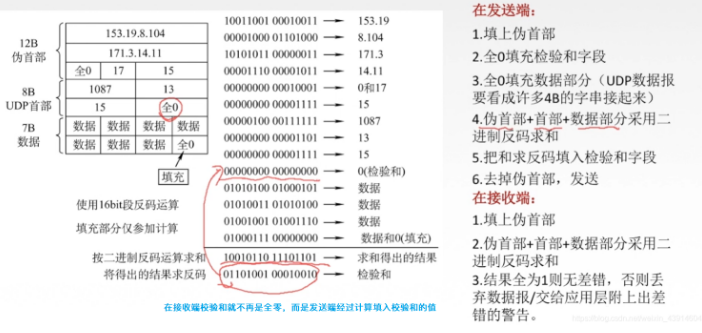 12B
伪首部
153.19.8.104
171.3.14.11
全0 17 15
8B
UDP首部
1087 13
15 全0
7B
数据
数据 数据 数据 数据
数据 数据 数据 全0
填充
使用16bit段反码运算
填充部分仅参加计算
按二进制反码运算求和
将得出的结果求反码
10011001 00010011 → 153.19
00001000 01101000 → 8.104
10101011 00000011 → 171.3
00001110 00001011 → 14.11
00000000 00010001 → 0和17
00000000 00001111 → 15
00000100 00111111 → 1087
00000000 00001101 → 13
00000000 00001111 → 15
00000000 00000000 → 0(检验和)
01010100 01000101 → 数据
01010011 01010100 → 数据
01001001 01001110 → 数据
01000111 00000000 → 数据和0(填充)
10010110 11101101 → 求和得出的结果
01101001 00010010 → 检验和
在接收端校验和就不再是全零，而是发送端经过计算填入校验和的值
在发送端：
1.填上伪首部
2.全0填充检验和字段
3.全0填充数据部分（UDP数据报
要看成许多4B的字串接起来）
4.伪首部+首部+数据部分采用二
进制反码求和
5.把和求反码填入检验和字段
6.去掉伪首部，发送
在接收端：
1.填上伪首部
2.伪首部+首部+数据部分采用二
进制反码求和
3.结果全为1则无差错，否则丢
弃数据报/交给应用层附上出差
错的警告。